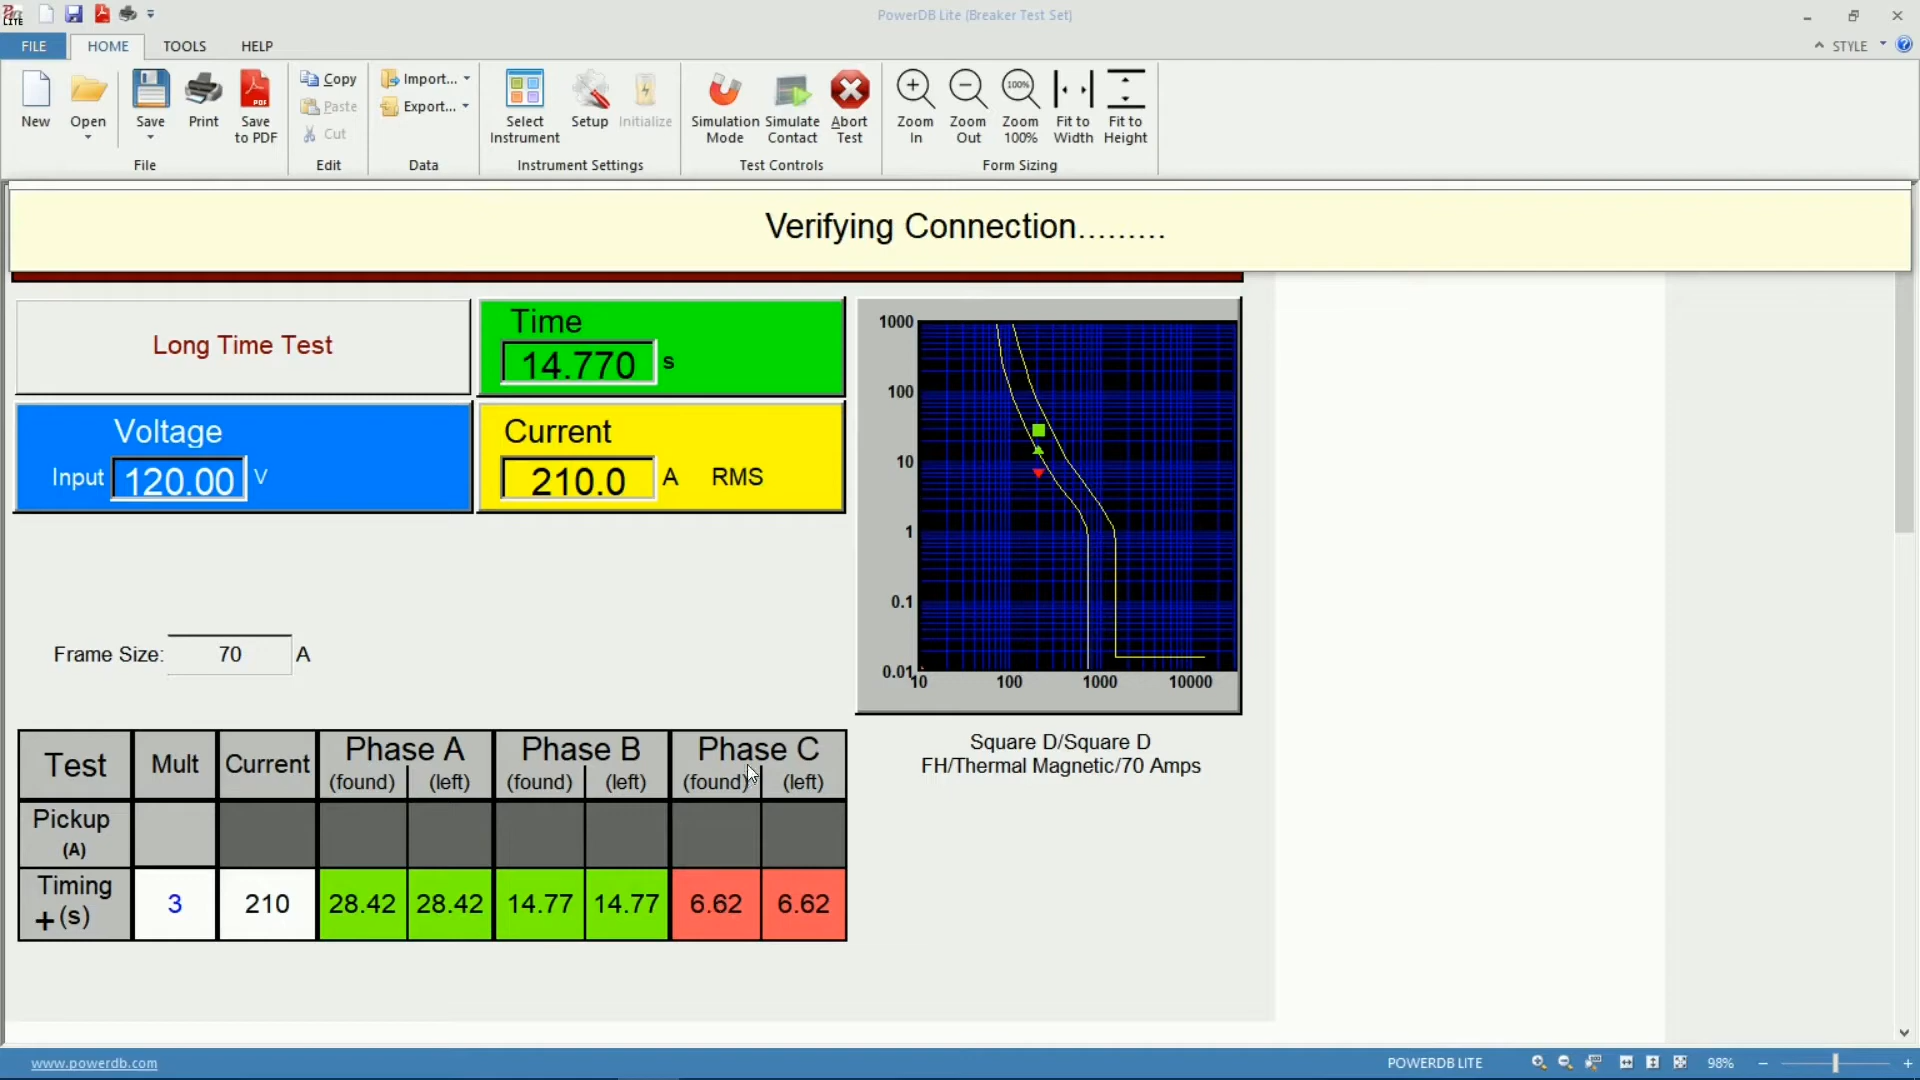 LITE
PowerDB Lite (Breaker Test Set)
FILE HOME TOOLS HELP STYLE
New Open Save Print Save to PDF
File
Copy
Paste
Cut
Edit
Import...
Export...
Data
Select Instrument Setup Initialize
Instrument Settings
Simulation Mode Simulate Contact Abort Test
Test Controls
Zoom In Zoom Out Zoom 100% Fit to Width Fit to Height
Form Sizing
Verifying Connection.........
Long Time Test
Time
14.770 s
Voltage
Input 120.00 V
Current
210.0 A RMS
1000
100
10
1
0.1
0.01
10 100 1000 10000
Square D/Square D
FH/Thermal Magnetic/70 Amps
Frame Size: 70 A
Test Mult Current Phase A Phase B Phase C
(found) (left) (found) (left) (found) (left)
Pickup
(A)
Timing
+(s) 3 210 28.42 28.42 14.77 14.77 6.62 6.62
www.powerdb.com POWERDB LITE 98%